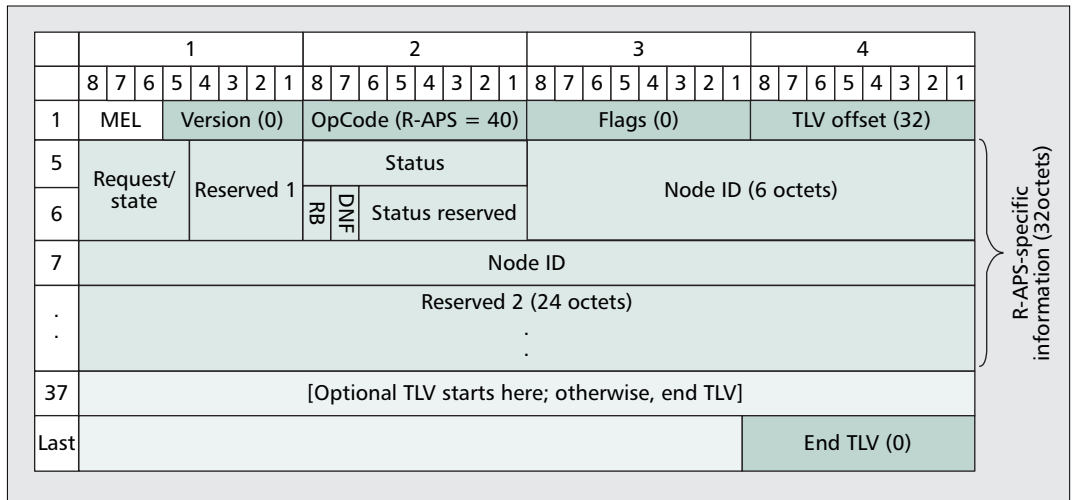 1 2 3 4
8 7 6 5 4 3 2 1 8 7 6 5 4 3 2 1 8 7 6 5 4 3 2 1 8 7 6 5 4 3 2 1
1 MEL Version (0) OpCode (R-APS = 40) Flags (0) TLV offset (32)
5 Request/
state Reserved 1 Status Node ID (6 octets)
6 RB DNF Status reserved
7 Node ID
. Reserved 2 (24 octets)
. .
.
37 [Optional TLV starts here; otherwise, end TLV]
Last End TLV (0)
R-APS-specific
information (32octets)